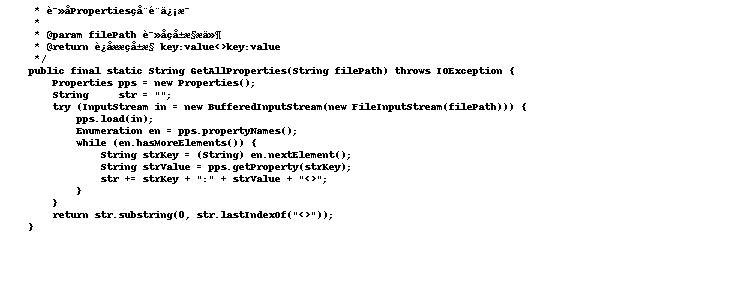 * è¯»åPropertieså¨é¨ä¿¡æ¯
*
* @param filePath è¯»åçå±æ§æä»¶
* @return è¿åææçå±æ§ key:value<>key:value
*/
public final static String GetAllProperties(String filePath) throws IOException {
Properties pps = new Properties();
String str = "";
try (InputStream in = new BufferedInputStream(new FileInputStream(filePath))) {
pps.load(in);
Enumeration en = pps.propertyNames();
while (en.hasMoreElements()) {
String strKey = (String) en.nextElement();
String strValue = pps.getProperty(strKey);
str += strKey + ":" + strValue + "<>";
}
}
return str.substring(0, str.lastIndexOf("<>"));
}